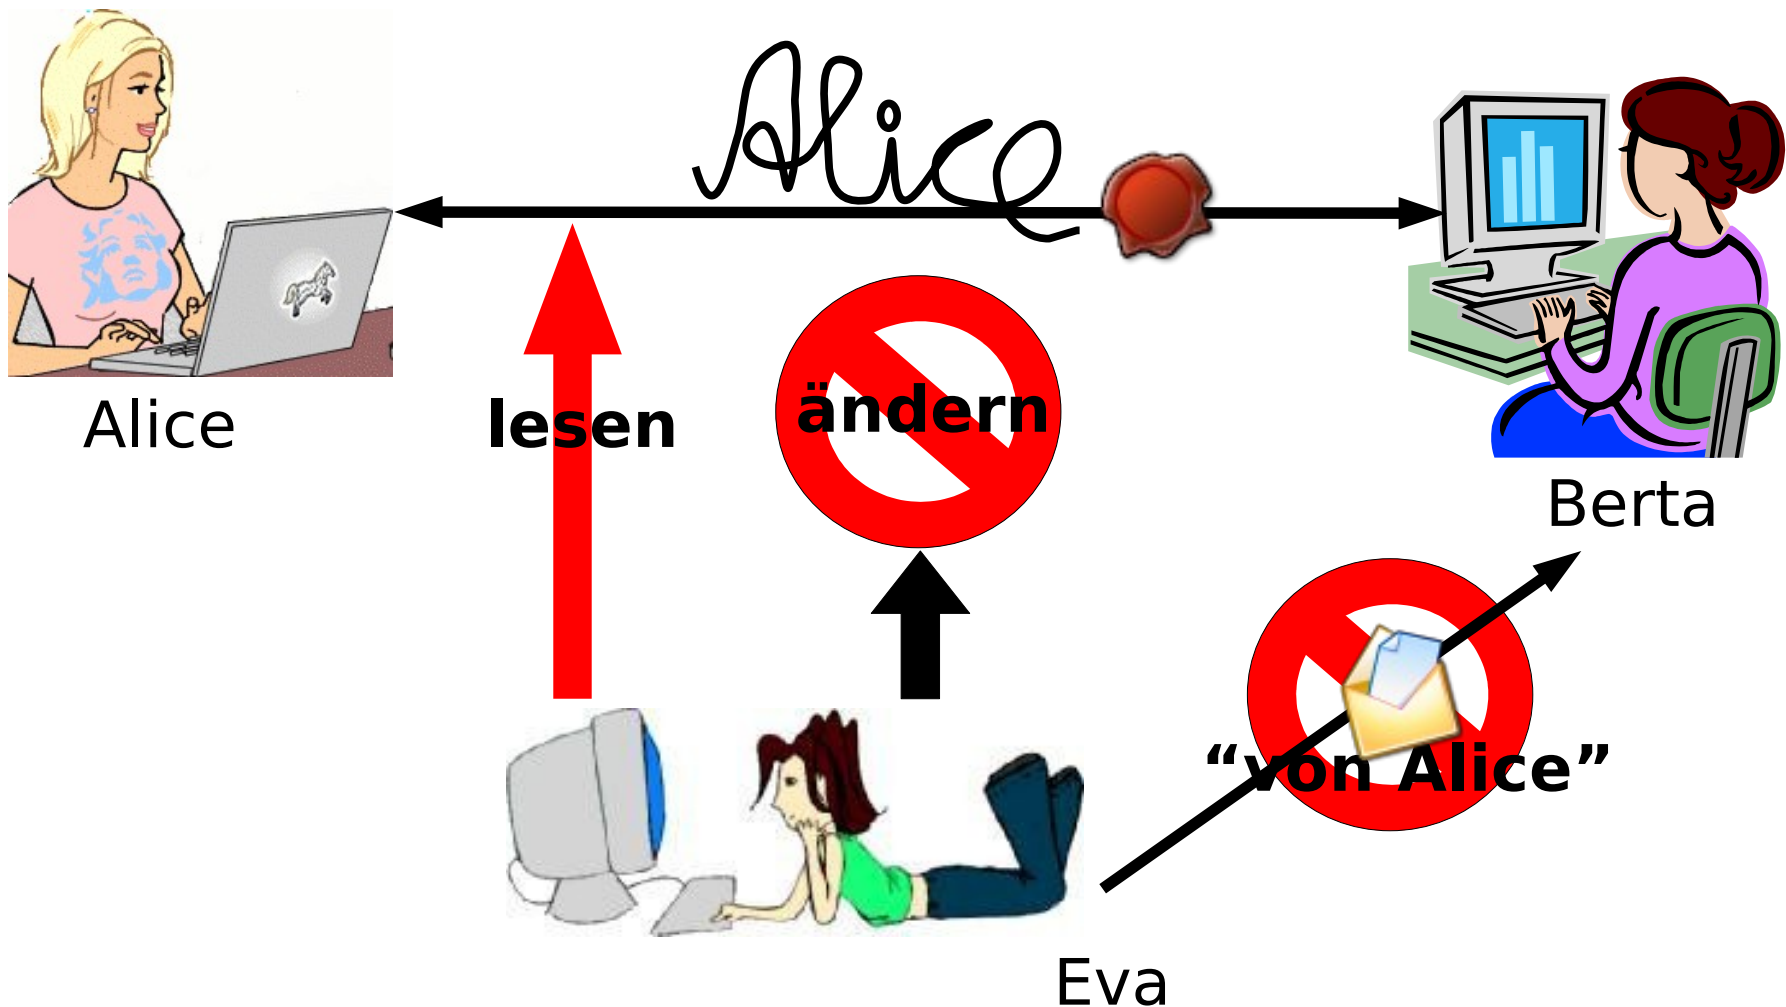 Alice
Alice
lesen
ändern
Berta
“von Alice”
Eva